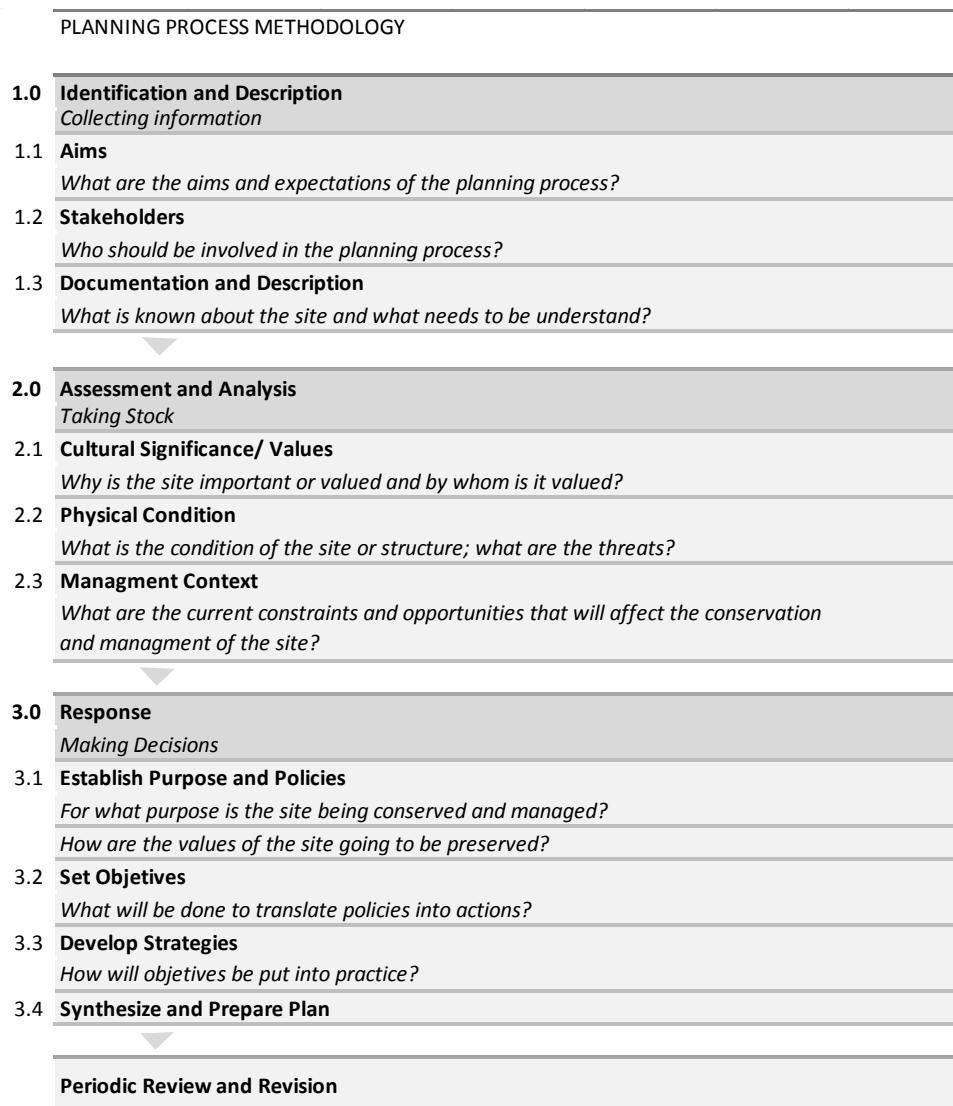 PLANNING PROCESS METHODOLOGY
1.0 Identification and Description
Collecting information
1.1 Aims
What are the aims and expectations of the planning process?
1.2 Stakeholders
Who should be involved in the planning process?
1.3 Documentation and Description
What is known about the site and what needs to be understand?
2.0 Assessment and Analysis
Taking Stock
2.1 Cultural Significance/ Values
Why is the site important or valued and by whom is it valued?
2.2 Physical Condition
What is the condition of the site or structure; what are the threats?
2.3 Managment Context
What are the current constraints and opportunities that will affect the conservation
and managment of the site?
3.0 Response
Making Decisions
3.1 Establish Purpose and Policies
For what purpose is the site being conserved and managed?
How are the values of the site going to be preserved?
3.2 Set Objetives
What will be done to translate policies into actions?
3.3 Develop Strategies
How will objetives be put into practice?
3.4 Synthesize and Prepare Plan
Periodic Review and Revision